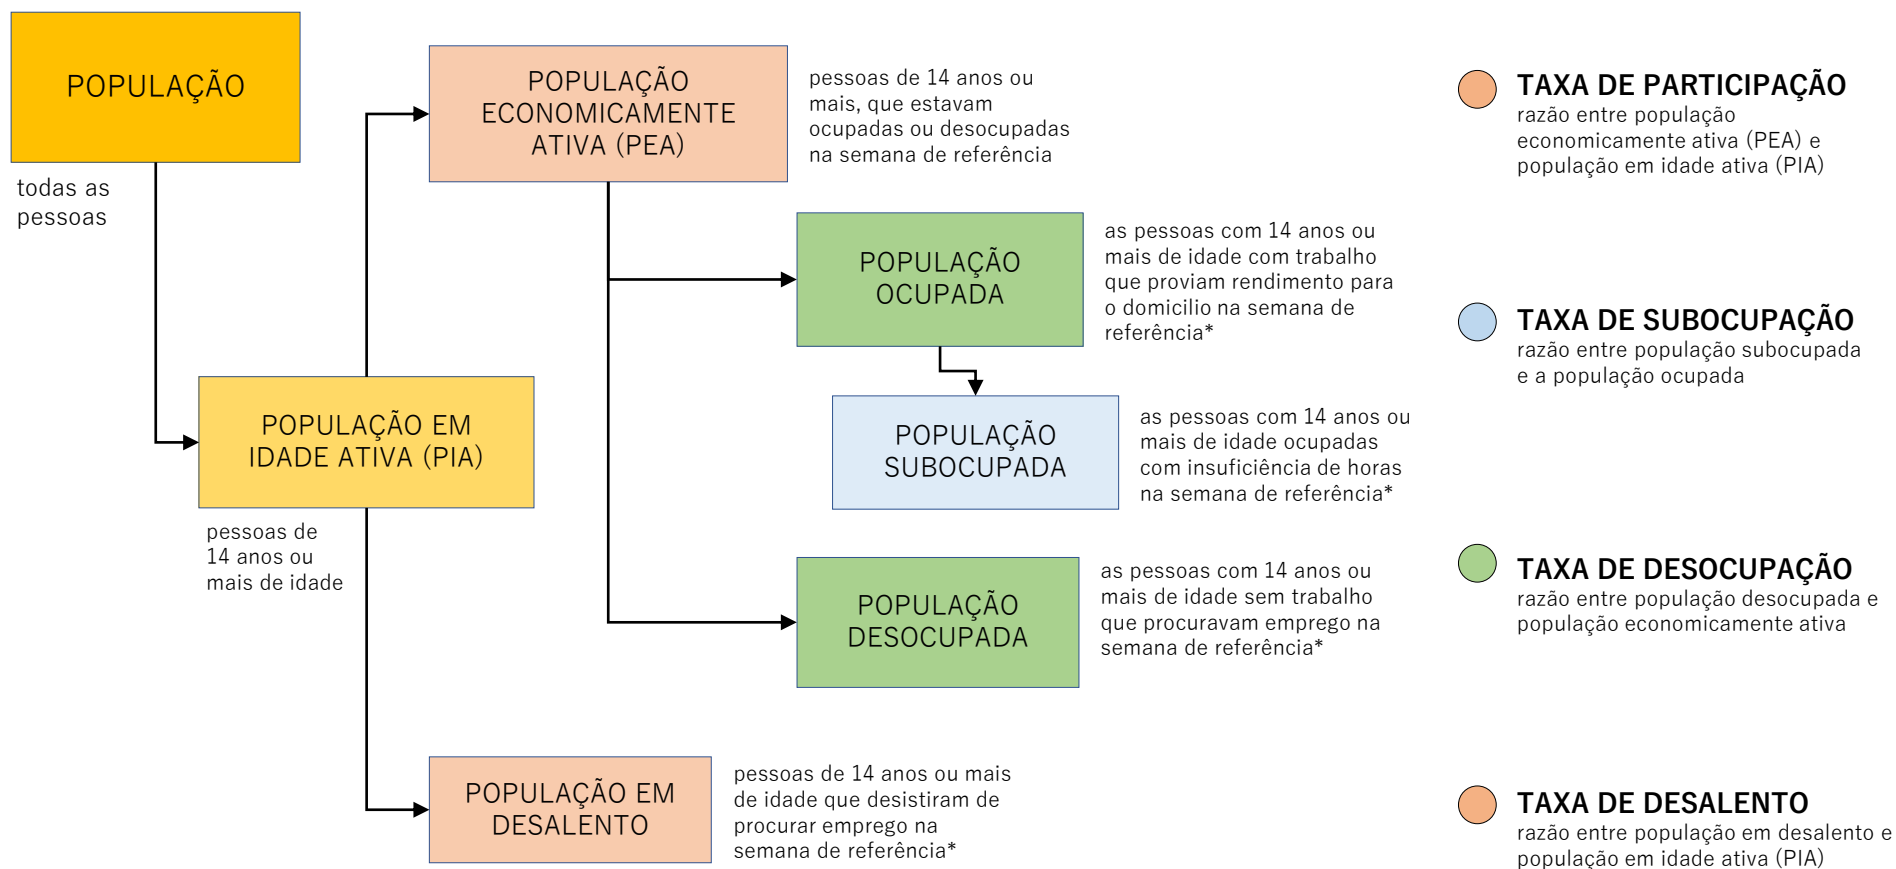 POPULAÇÃO
todas as
pessoas
POPULAÇÃO EM
IDADE ATIVA (PIA)
pessoas de
14 anos ou
mais de idade
POPULAÇÃO
ECONOMICAMENTE
ATIVA (PEA)
pessoas de 14 anos ou
mais, que estavam
ocupadas ou desocupadas
na semana de referência
POPULAÇÃO
OCUPADA
as pessoas com 14 anos ou
mais de idade com trabalho
que proviam rendimento para
o domicilio na semana de
referência*
POPULAÇÃO
SUBOCUPADA
as pessoas com 14 anos ou
mais de idade ocupadas
com insuficiência de horas
na semana de referência*
POPULAÇÃO
DESOCUPADA
as pessoas com 14 anos ou
mais de idade sem trabalho
que procuravam emprego na
semana de referência*
POPULAÇÃO EM
DESALENTO
pessoas de 14 anos ou mais
de idade que desistiram de
procurar emprego na
semana de referência*
TAXA DE PARTICIPAÇÃO
razão entre população
economicamente ativa (PEA) e
população em idade ativa (PIA)
TAXA DE SUBOCUPAÇÃO
razão entre população subocupada
e a população ocupada
TAXA DE DESOCUPAÇÃO
razão entre população desocupada e
população economicamente ativa
TAXA DE DESALENTO
razão entre população em desalento e
população em idade ativa (PIA)